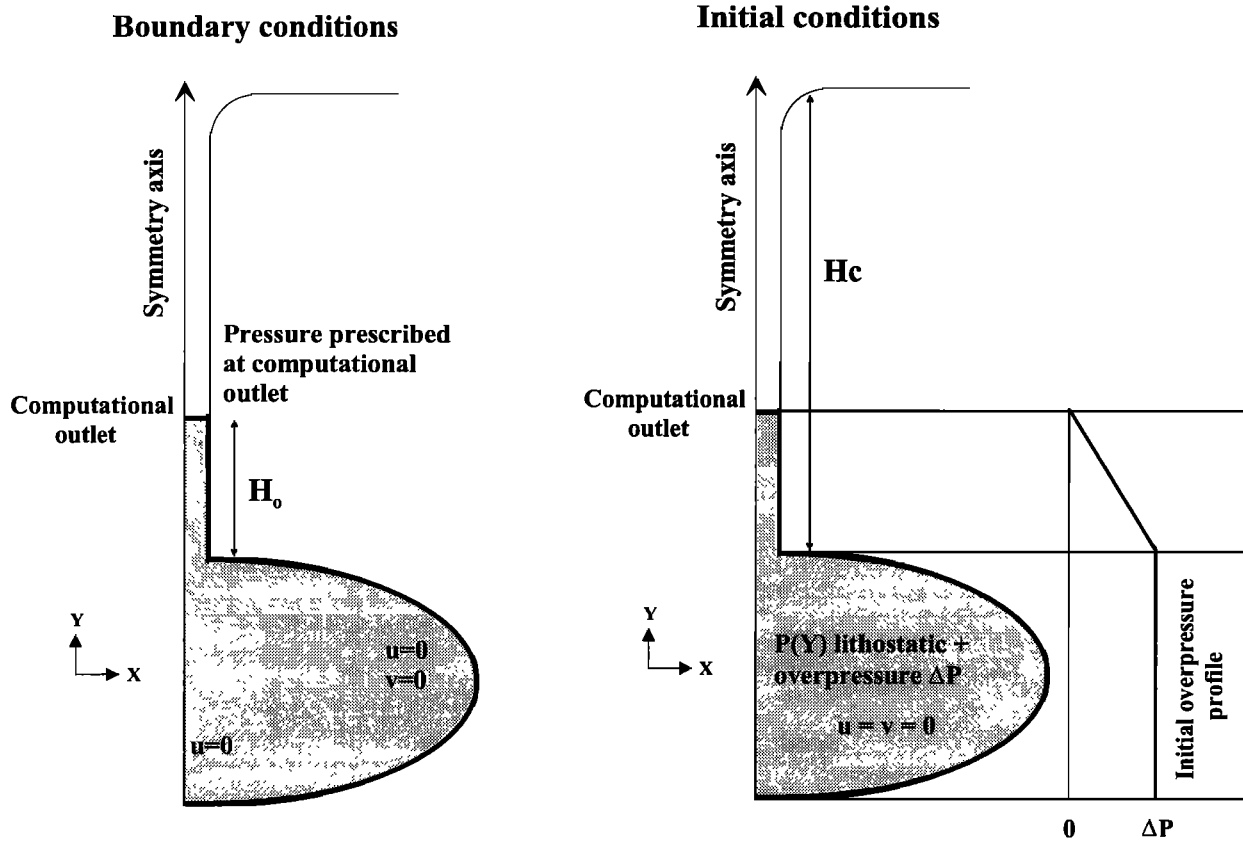 Boundary conditions
Symmetry axis
Pressure prescribed
at computational
outlet
Computational
outlet
H₀
Y
X
u=0
v=0
u=0
Initial conditions
Symmetry axis
Hc
Computational
outlet
Y
X
P(Y) lithostatic +
overpressure ΔP
u = v = 0
Initial overpressure
profile
0
ΔP